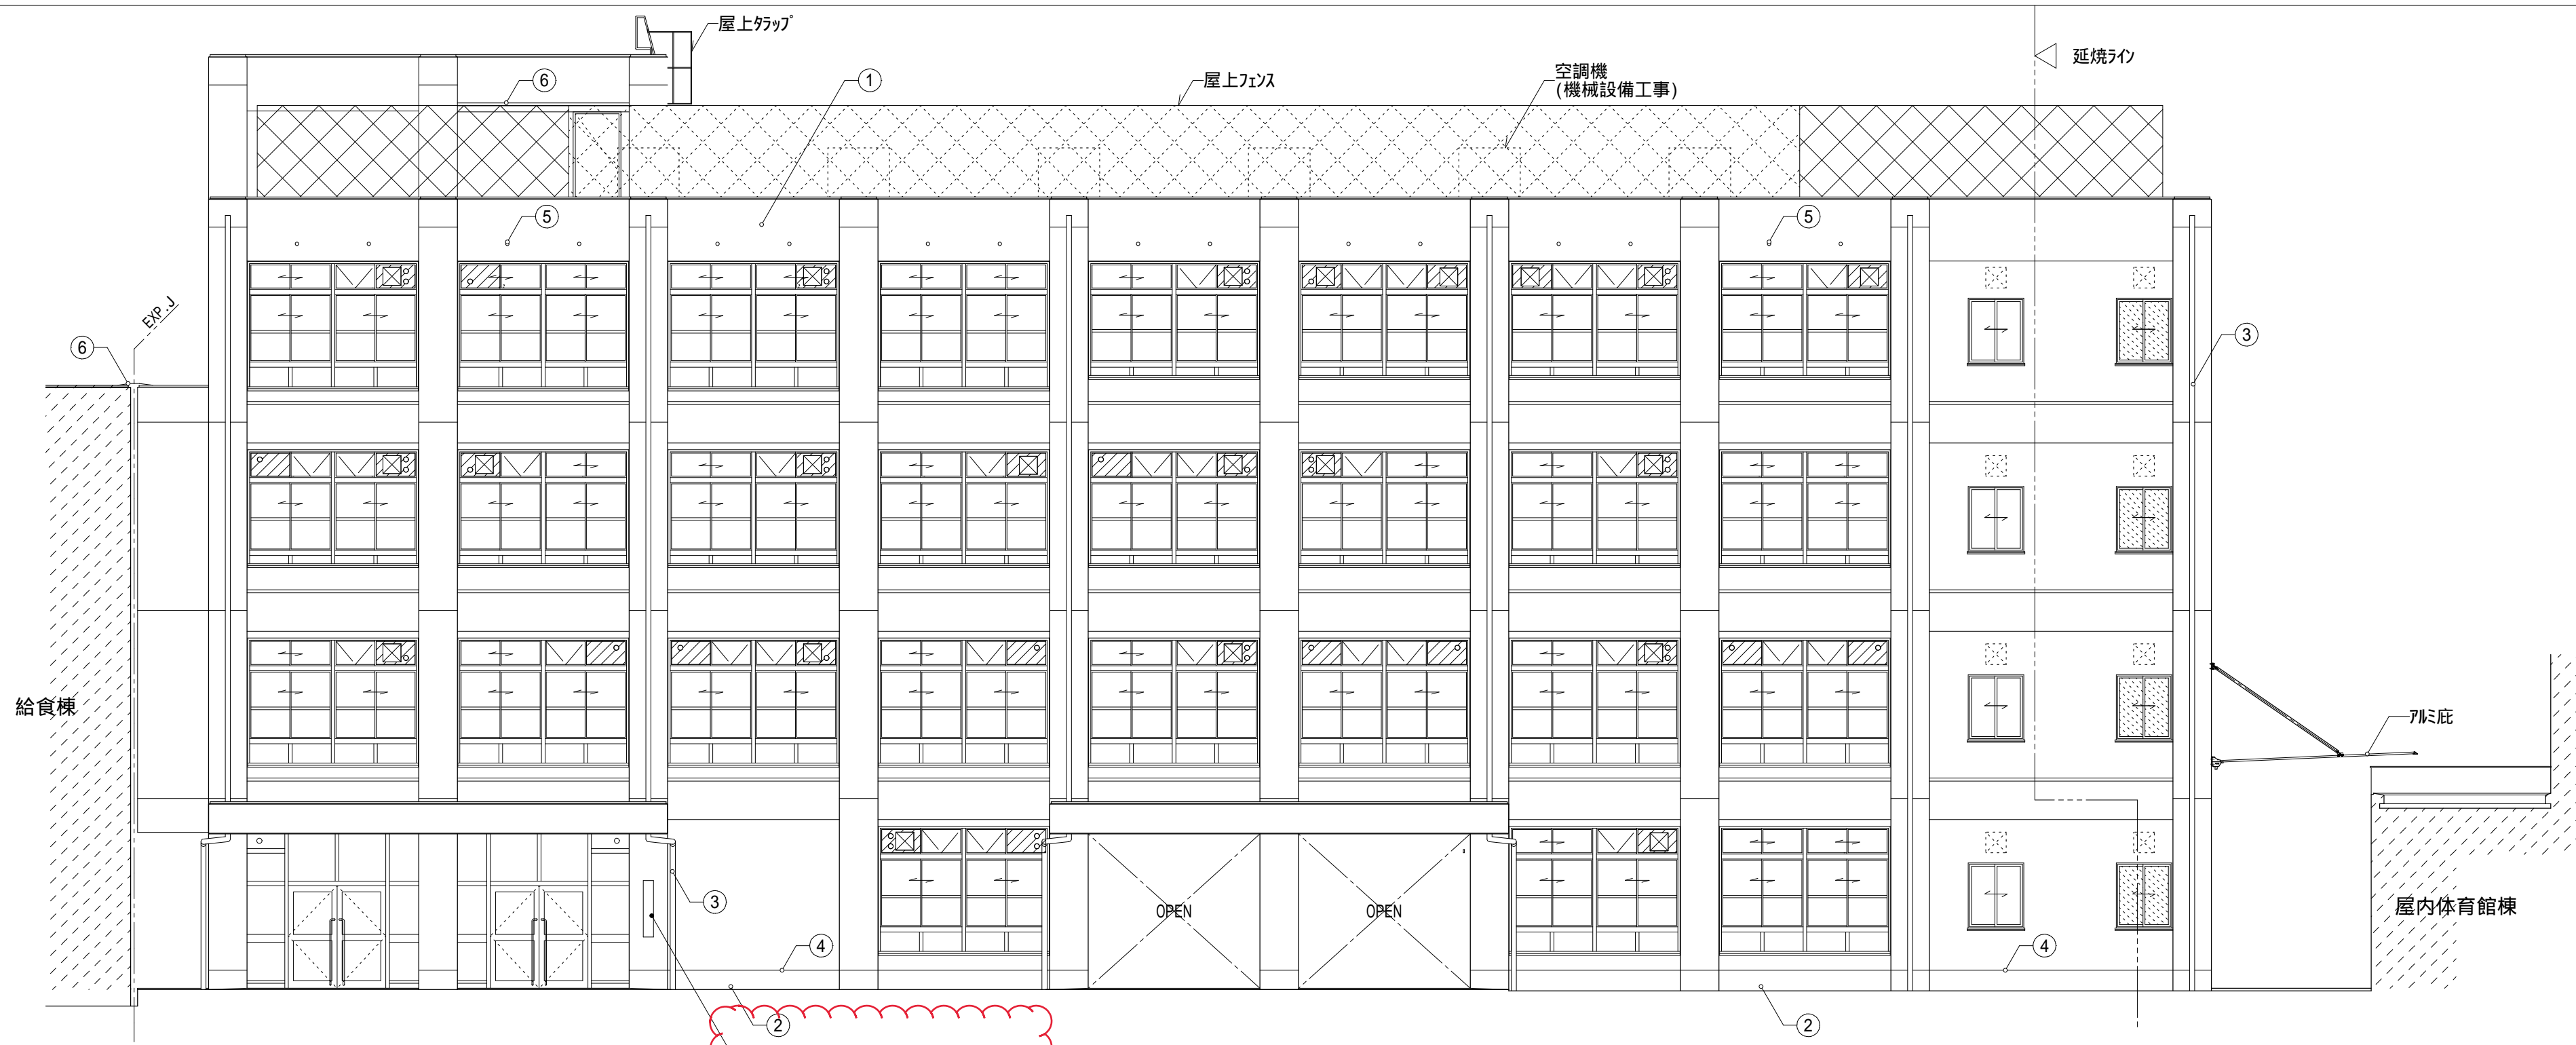 屋上ﾀﾗｯﾌﾟ
⑥
①
屋上ﾌｪﾝｽ
空調機
(機械設備工事)
延焼ﾗｲﾝ
⑤
⑤
EXP.J
⑥
③
給食棟
ｱﾙﾐ庇
OPEN
OPEN
③
④
④
屋内体育館棟
②
②